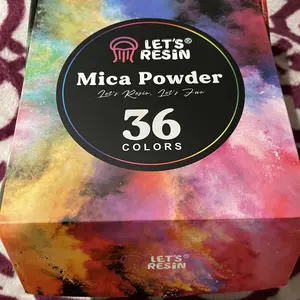 LET'S®
RESIN
Mica Powder
Let's Resin, Let's Fun
36
COLORS
LET'S®
RESIN